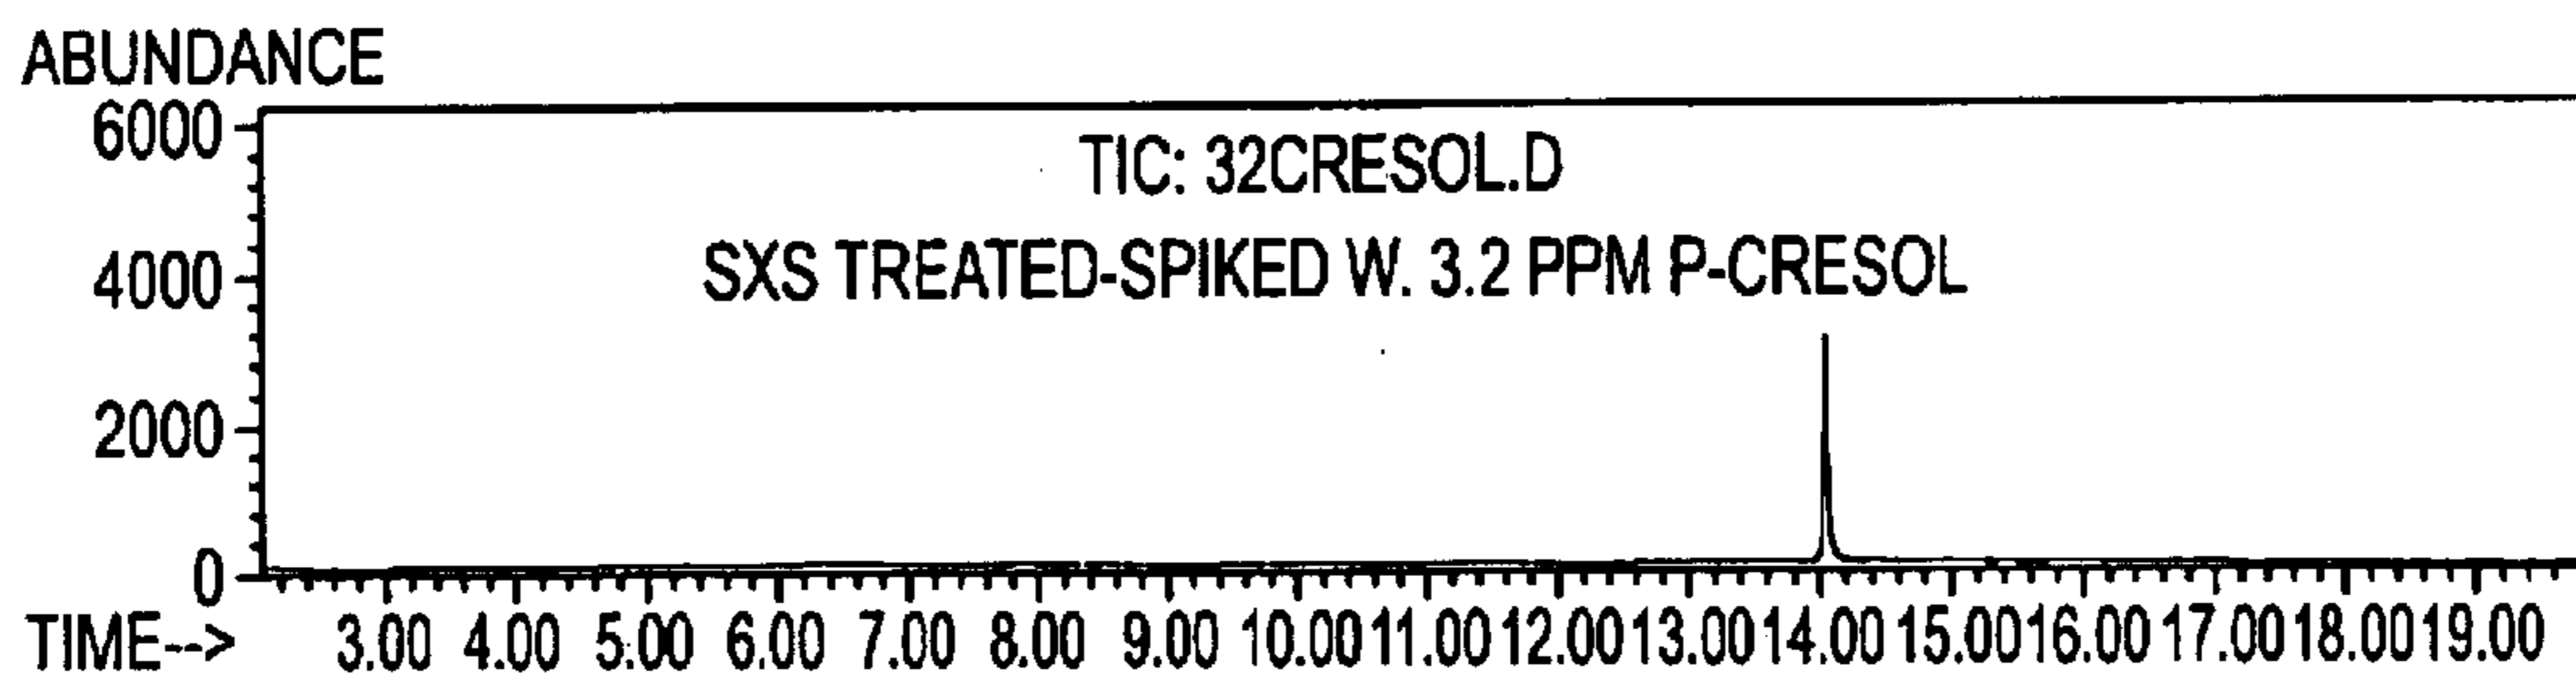 ABUNDANCE
6000
TIC: 32CRESOL.D
SXS TREATED-SPIKED W. 3.2 PPM P-CRESOL
4000
2000
0
TIME--> 3.00 4.00 5.00 6.00 7.00 8.00 9.00 10.00 11.00 12.00 13.00 14.00 15.00 16.00 17.00 18.00 19.00